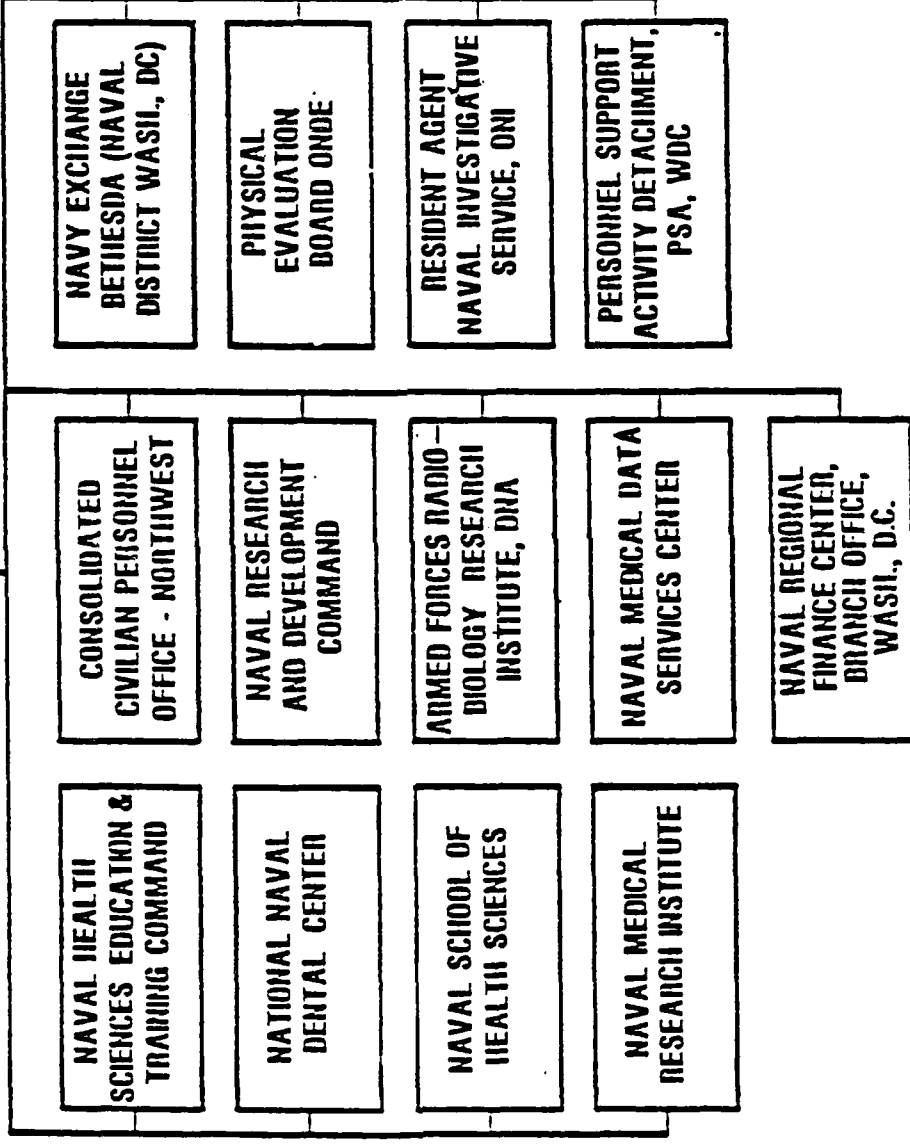 NAVAL HEALTH
SCIENCES EDUCATION &
TRAINING COMMAND
NATIONAL NAVAL
DENTAL CENTER
NAVAL SCHOOL OF
HEALTH SCIENCES
NAVAL MEDICAL
RESEARCH INSTITUTE
CONSOLIDATED
CIVILIAN PERSONNEL
OFFICE - NORTHWEST
NAVAL RESEARCH
AND DEVELOPMENT
COMMAND
ARMED FORCES RADIO-
BIOLOGY RESEARCH
INSTITUTE, DNA
NAVAL MEDICAL DATA
SERVICES CENTER
NAVAL REGIONAL
FINANCE CENTER,
BRANCH OFFICE,
WASH., D.C.
NAVY EXCHANGE
BETHESDA (NAVAL
DISTRICT WASH., DC)
PHYSICAL
EVALUATION
BOARD ONDE
RESIDENT AGENT
NAVAL INVESTIGATIVE
SERVICE, ONI
PERSONNEL SUPPORT
ACTIVITY DETACHMENT,
PSA, WDC